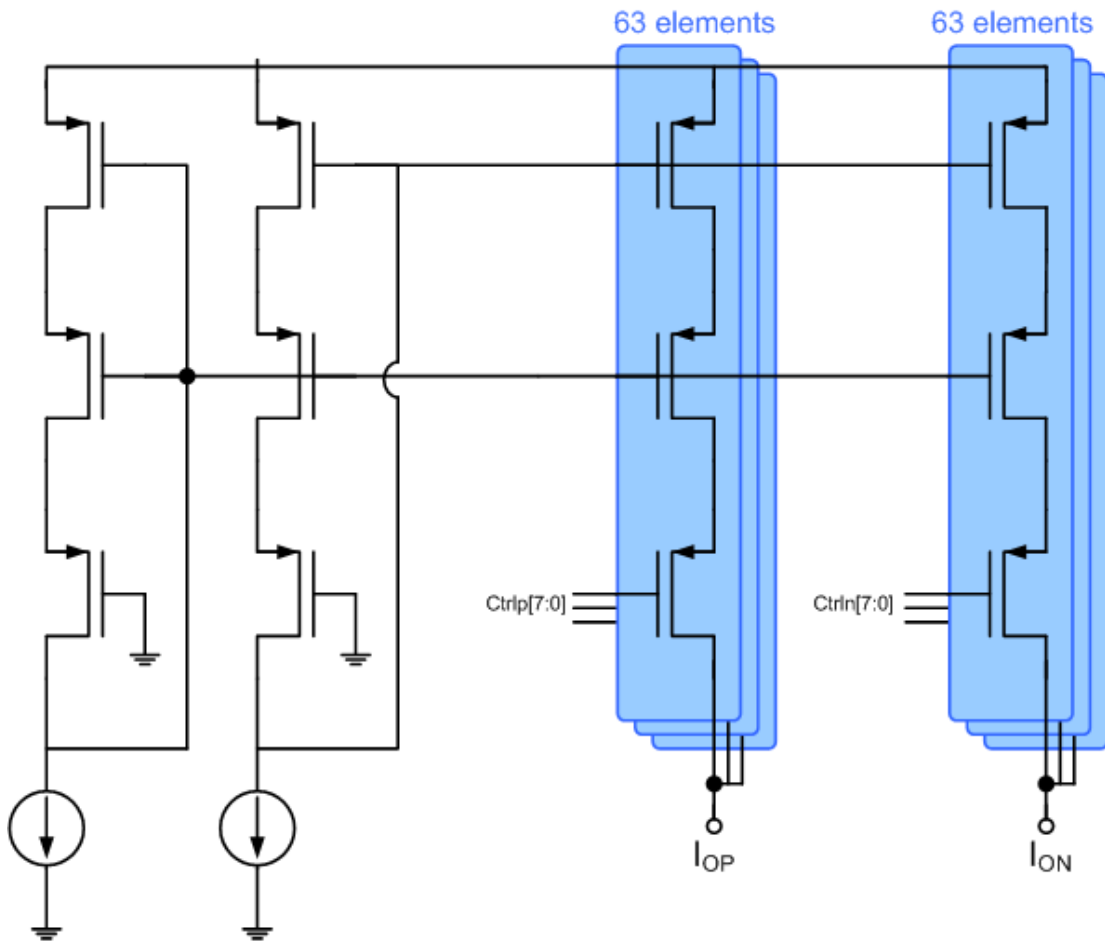 63 elements
63 elements
Ctrlp[7:0]
Ctrln[7:0]
IOP
ION